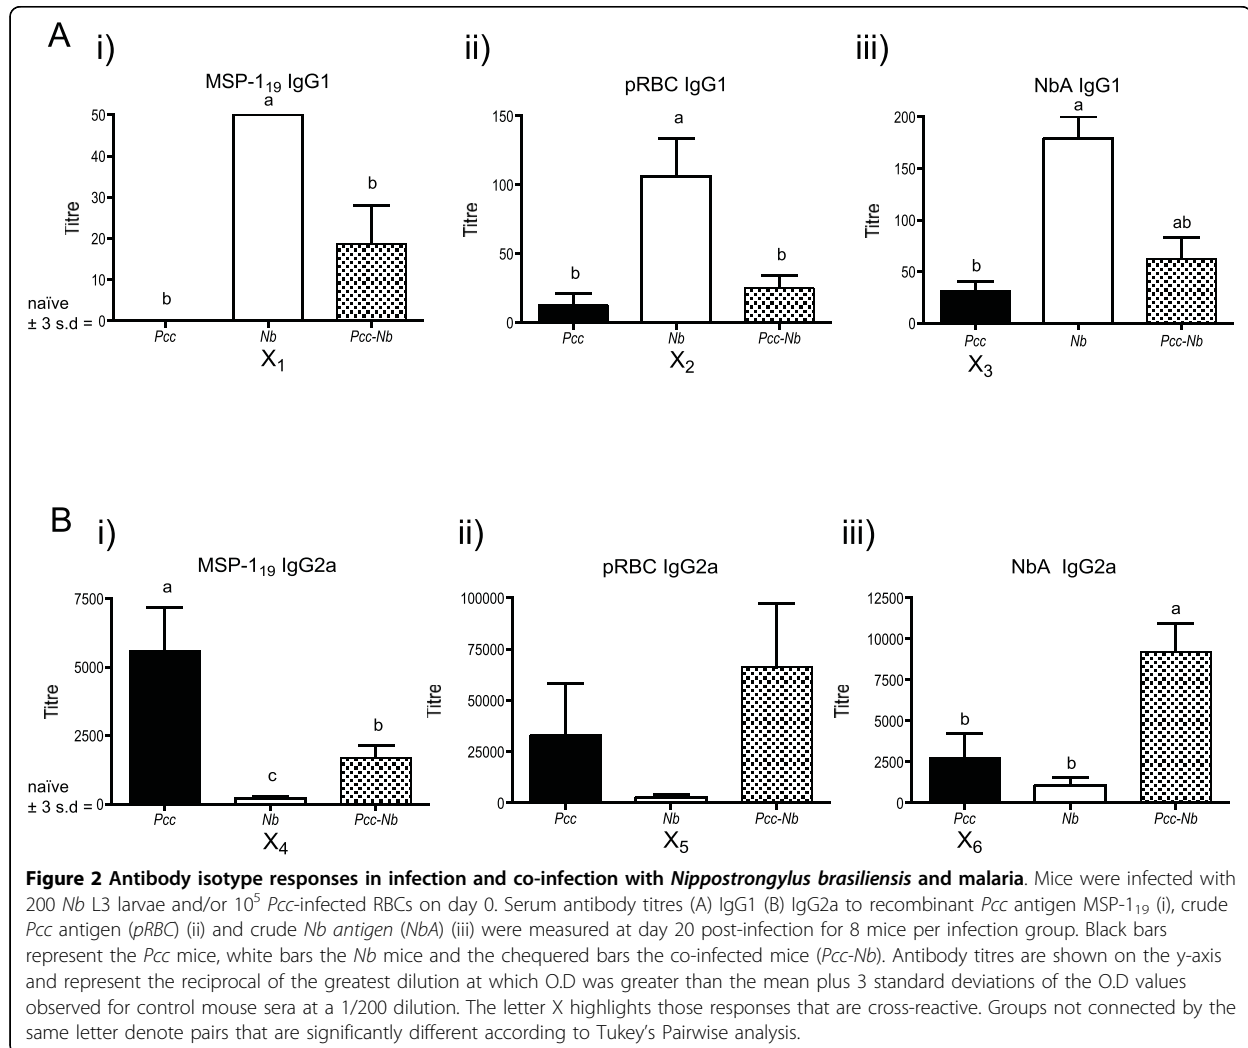 A
i)
MSP-1₁₉ IgG1
a
50
40
30
20
10
0
Titre
naïve
± 3 s.d =
b
b
Pcc
Nb
Pcc-Nb
X₁
ii)
pRBC IgG1
150
100
50
0
Titre
b
a
b
Pcc
Nb
Pcc-Nb
X₂
iii)
NbA IgG1
200
150
100
50
0
Titre
b
a
ab
Pcc
Nb
Pcc-Nb
X₃
B
i)
MSP-1₁₉ IgG2a
7500
5000
2500
0
Titre
naïve
± 3 s.d =
a
c
b
Pcc
Nb
Pcc-Nb
X₄
ii)
pRBC IgG2a
100000
75000
50000
25000
0
Titre
Pcc
Nb
Pcc-Nb
X₅
iii)
NbA IgG2a
12500
10000
7500
5000
2500
0
Titre
b
b
a
Pcc
Nb
Pcc-Nb
X₆
Figure 2 Antibody isotype responses in infection and co-infection with Nippostrongylus brasiliensis and malaria. Mice were infected with
200 Nb L3 larvae and/or 10⁵ Pcc-infected RBCs on day 0. Serum antibody titres (A) IgG1 (B) IgG2a to recombinant Pcc antigen MSP-1₁₉ (i), crude
Pcc antigen (pRBC) (ii) and crude Nb antigen (NbA) (iii) were measured at day 20 post-infection for 8 mice per infection group. Black bars
represent the Pcc mice, white bars the Nb mice and the chequered bars the co-infected mice (Pcc-Nb). Antibody titres are shown on the y-axis
and represent the reciprocal of the greatest dilution at which O.D was greater than the mean plus 3 standard deviations of the O.D values
observed for control mouse sera at a 1/200 dilution. The letter X highlights those responses that are cross-reactive. Groups not connected by the
same letter denote pairs that are significantly different according to Tukey's Pairwise analysis.